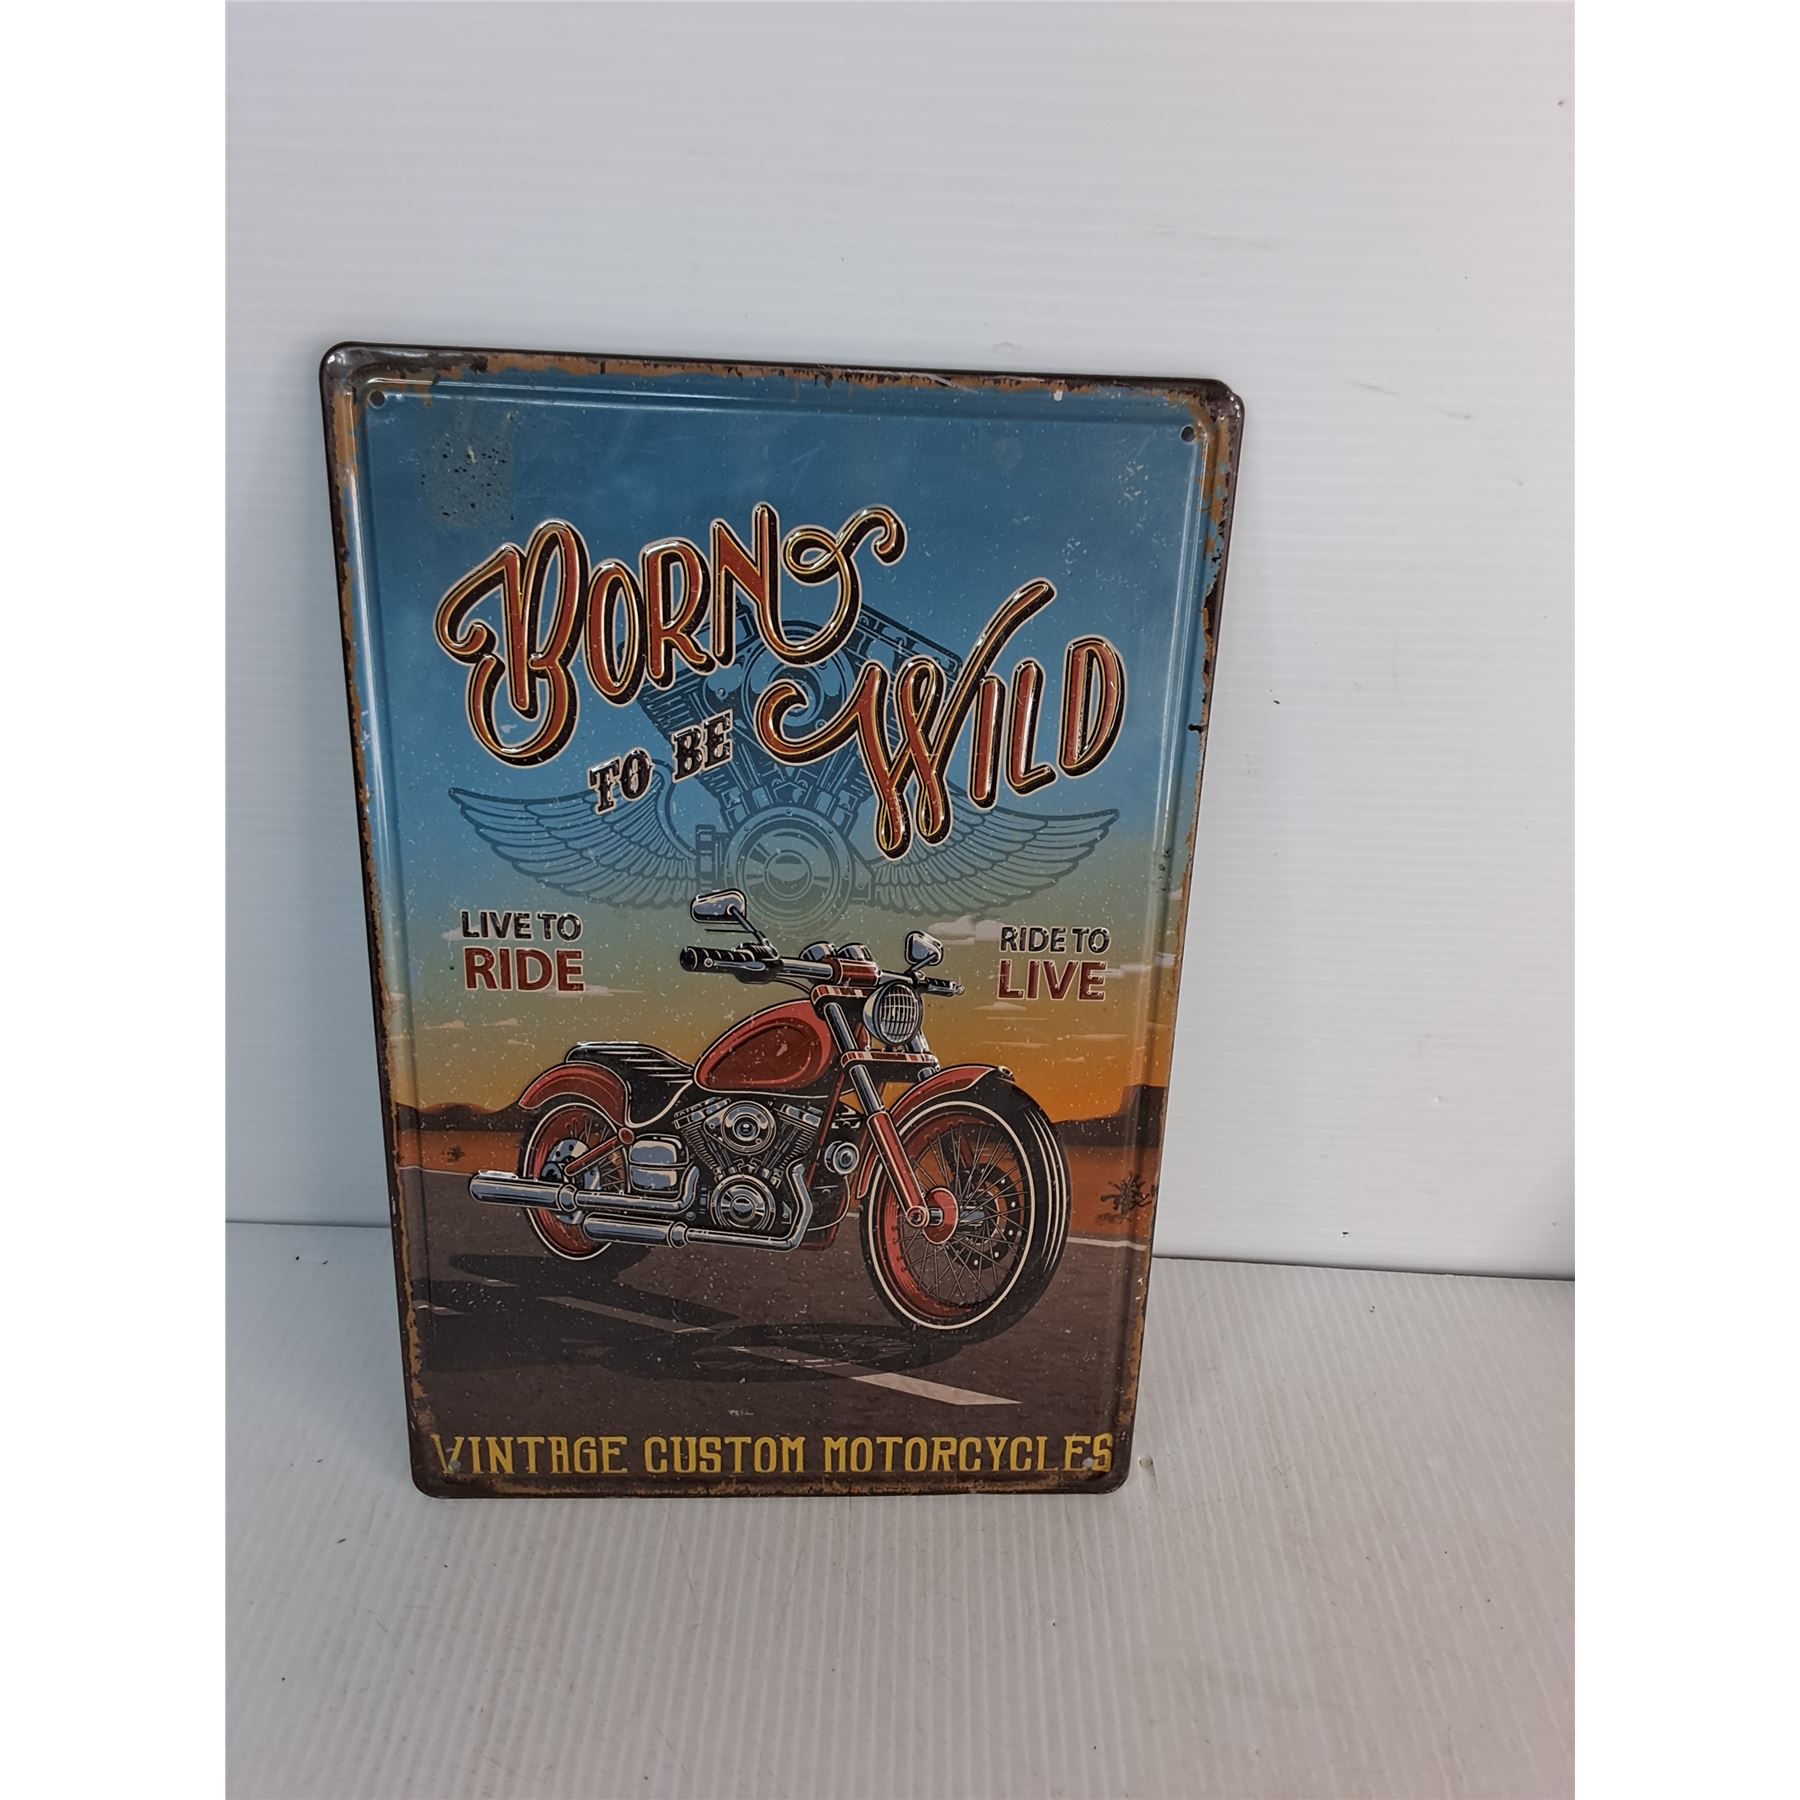 BORN
TO BE
WILD
LIVE TO
RIDE
RIDE TO
LIVE
VINTAGE CUSTOM MOTORCYCLES